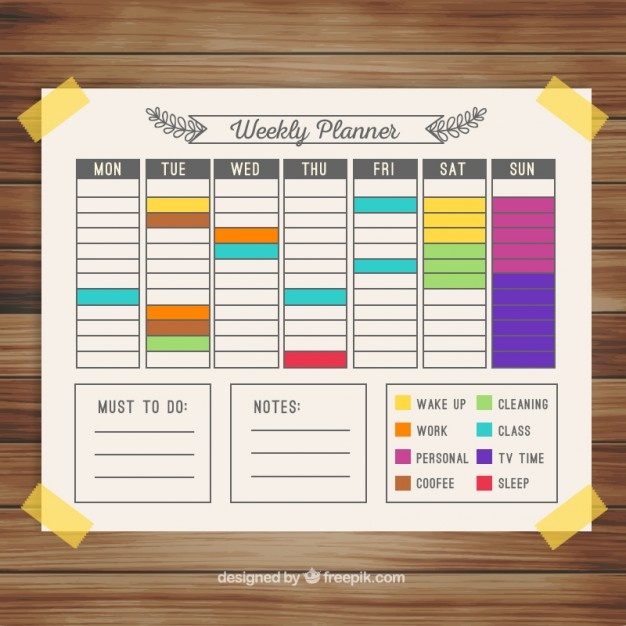 Weekly Planner
MON TUE WED THU FRI SAT SUN
MUST TO DO:
NOTES:
WAKE UP CLEANING
WORK CLASS
PERSONAL TV TIME
COOFEE SLEEP
designed by freepik.com